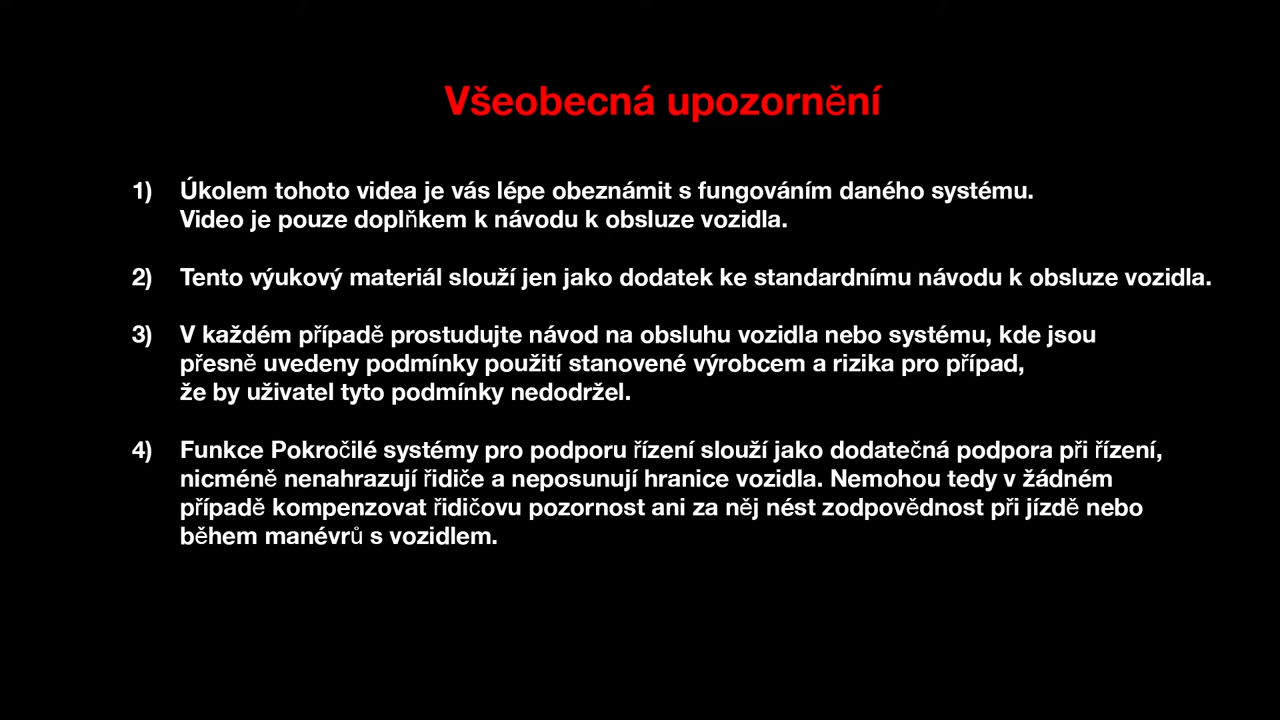 Všeobecná upozornění
1) Úkolem tohoto videa je vás lépe obeznámit s fungováním daného systému.
Video je pouze doplňkem k návodu k obsluze vozidla.
2) Tento výukový materiál slouží jen jako dodatek ke standardnímu návodu k obsluze vozidla.
3) V každém případě prostudujte návod na obsluhu vozidla nebo systému, kde jsou
přesně uvedeny podmínky použití stanovené výrobcem a rizika pro případ,
že by uživatel tyto podmínky nedodržel.
4) Funkce Pokročilé systémy pro podporu řízení slouží jako dodatečná podpora při řízení,
nicméně nenahrazují řidiče a neposunují hranice vozidla. Nemohou tedy v žádném
případě kompenzovat řidičovu pozornost ani za něj nést zodpovědnost při jízdě nebo
během manévrů s vozidlem.